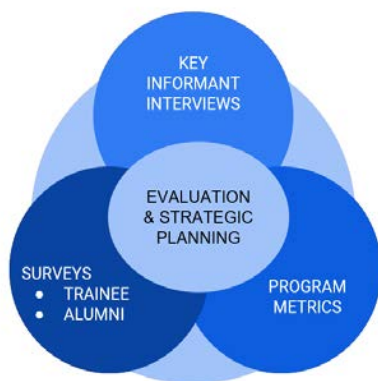 KEY
INFORMANT
INTERVIEWS
EVALUATION
& STRATEGIC
PLANNING
SURVEYS
● TRAINEE
● ALUMNI
PROGRAM
METRICS